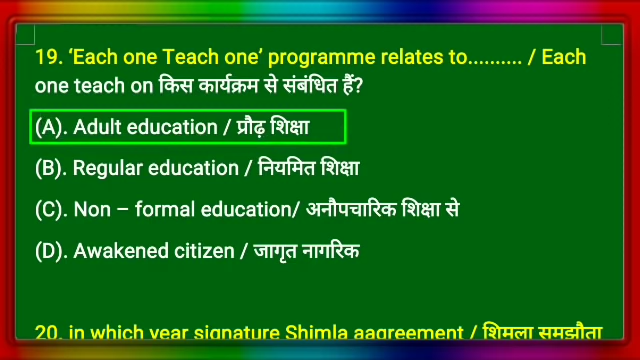 19. ‘Each one Teach one’ programme relates to.......... / Each
one teach on किस कार्यक्रम से संबंधित हैं?
(A). Adult education / प्रौढ़ शिक्षा
(B). Regular education / नियमित शिक्षा
(C). Non – formal education/ अनौपचारिक शिक्षा से
(D). Awakened citizen / जागृत नागरिक
20. in which year signature Shimla aagreement / शिमला समझौता